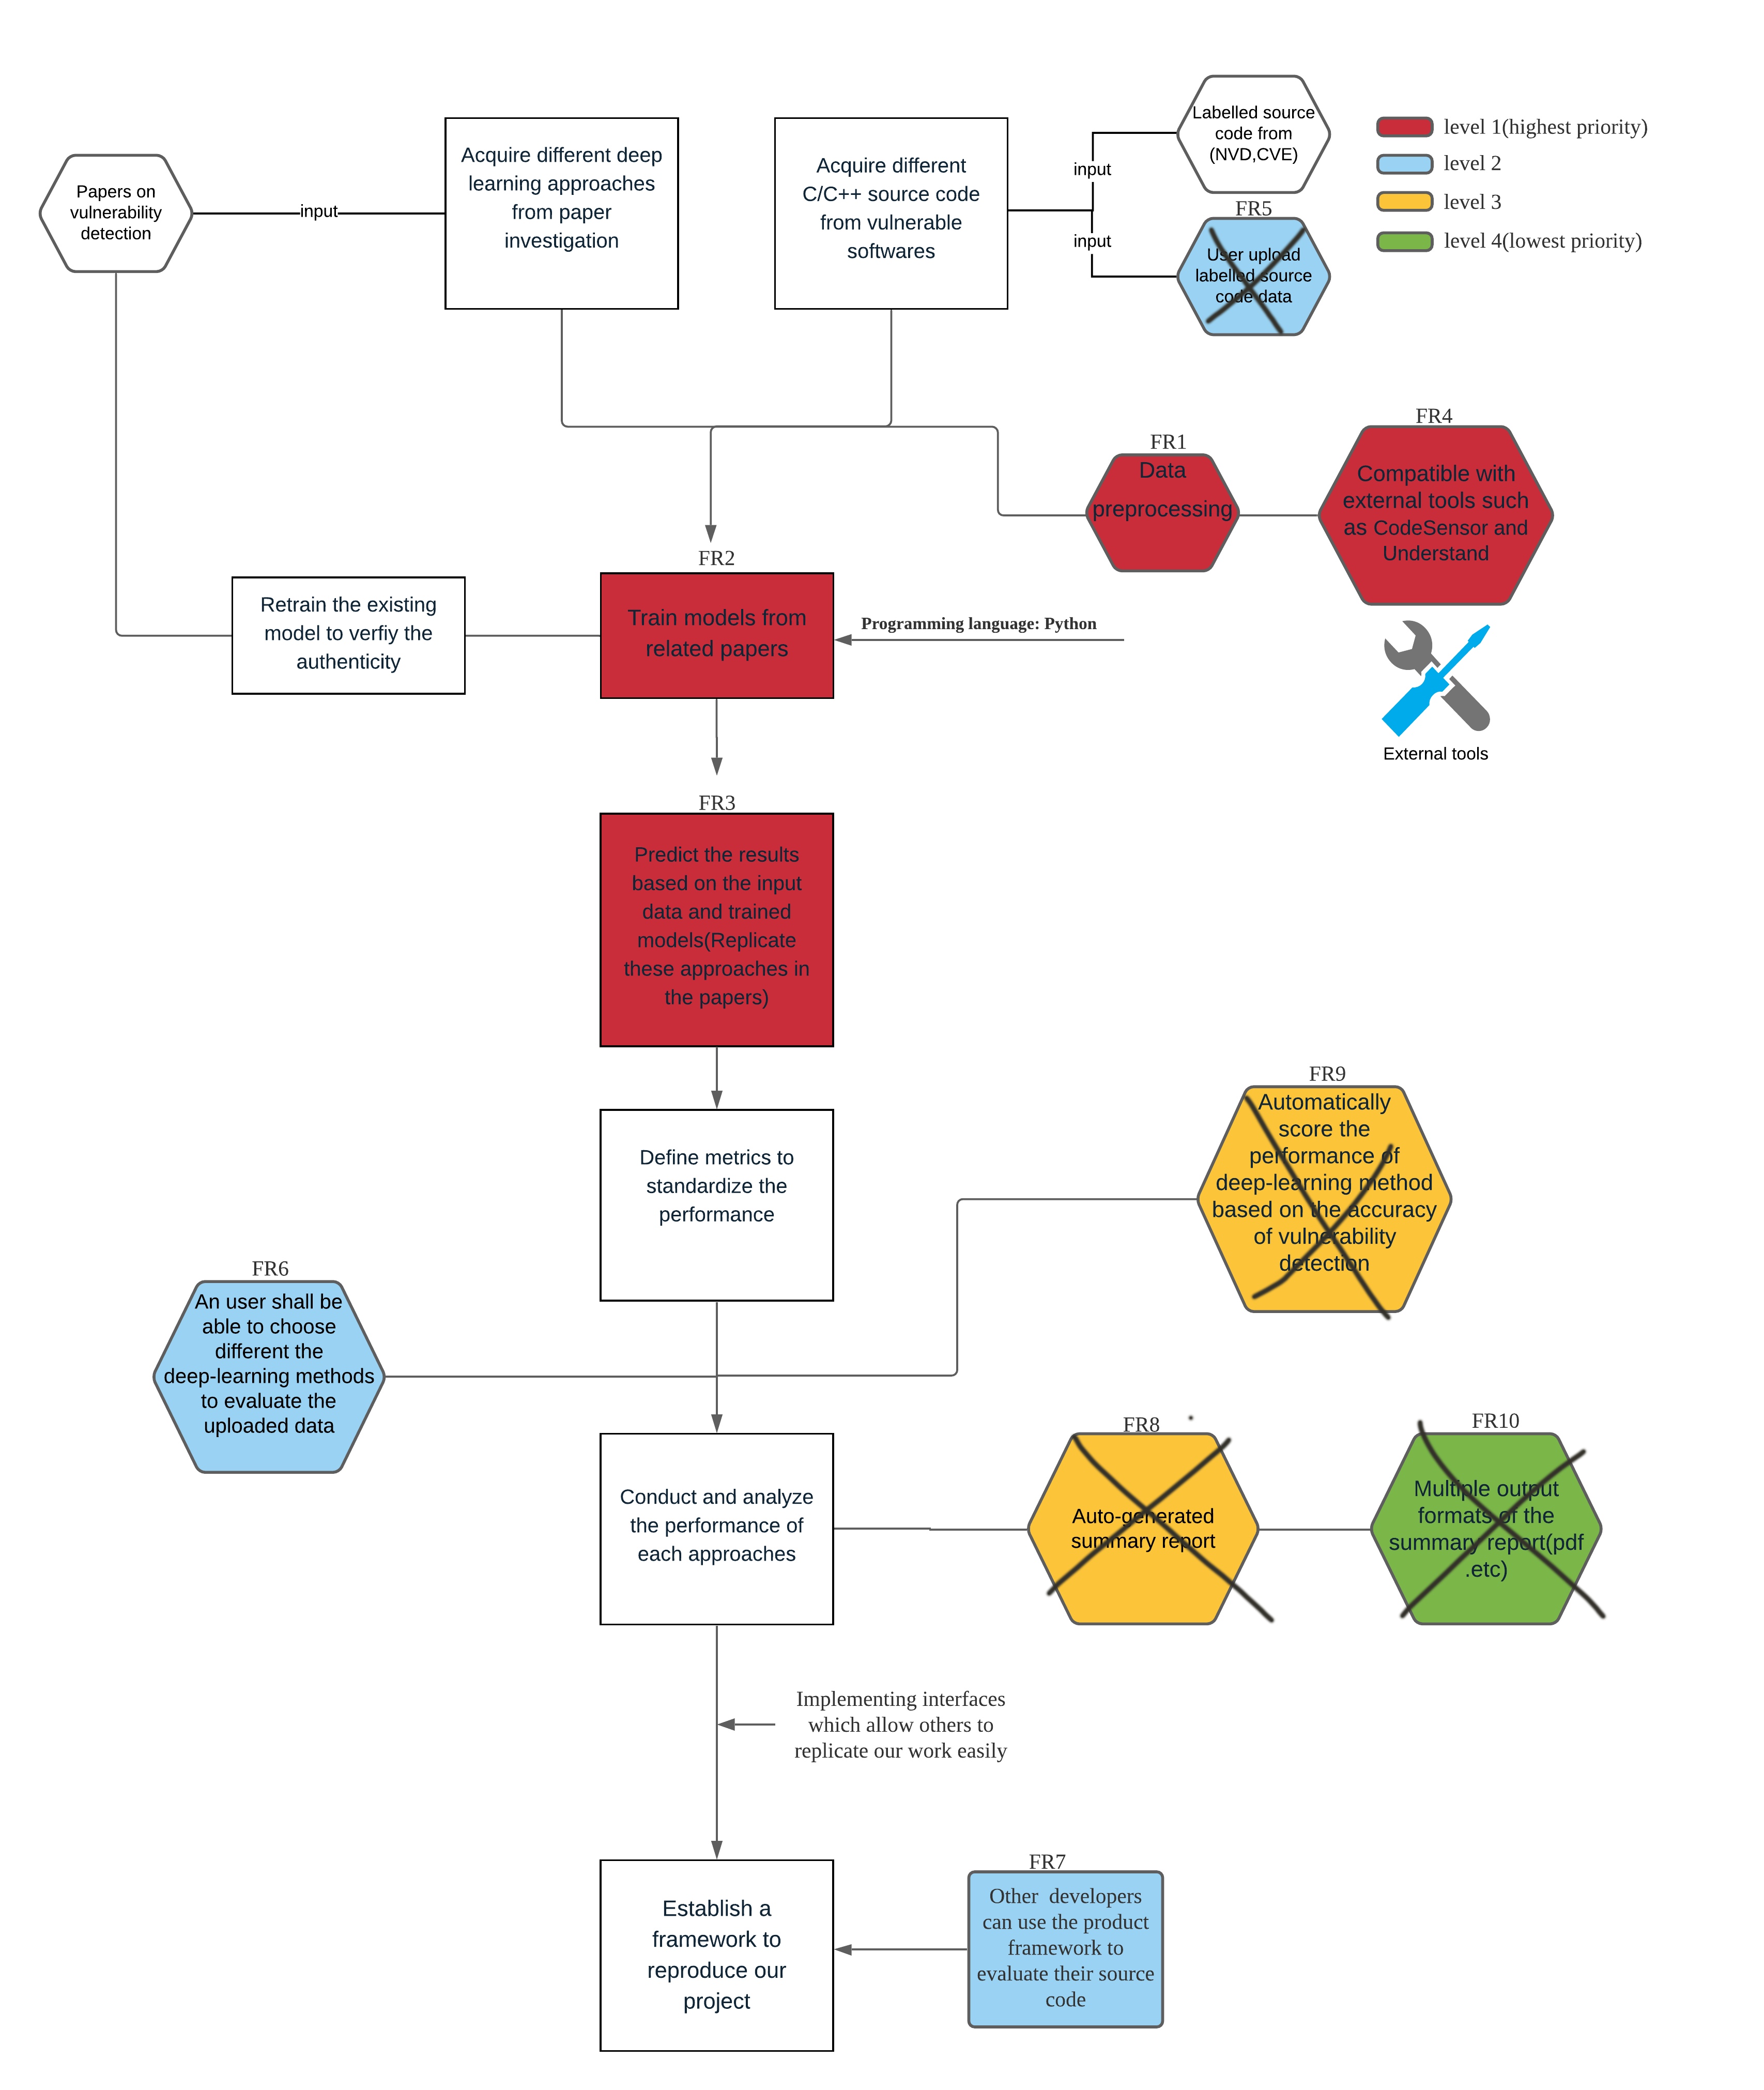 Papers on
vulnerability
detection
input
Acquire different deep
learning approaches
from paper
investigation
Acquire different
C/C++ source code
from vulnerable
softwares
input
input
Labelled source
code from
(NVD,CVE)
FR5
User upload
labelled source
code data
level 1(highest priority)
level 2
level 3
level 4(lowest priority)
FR1
Data
preprocessing
FR4
Compatible with
external tools such
as CodeSensor and
Understand
External tools
Retrain the existing
model to verfiy the
authenticity
FR2
Train models from
related papers
Programming language: Python
FR3
Predict the results
based on the input
data and trained
models(Replicate
these approaches in
the papers)
Define metrics to
standardize the
performance
FR9
Automatically
score the
performance of
deep-learning method
based on the accuracy
of vulnerability
detection
FR6
An user shall be
able to choose
different the
deep-learning methods
to evaluate the
uploaded data
Conduct and analyze
the performance of
each approaches
FR8
Auto-generated
summary report
FR10
Multiple output
formats of the
summary report(pdf
.etc)
Implementing interfaces
which allow others to
replicate our work easily
Establish a
framework to
reproduce our
project
FR7
Other developers
can use the product
framework to
evaluate their source
code